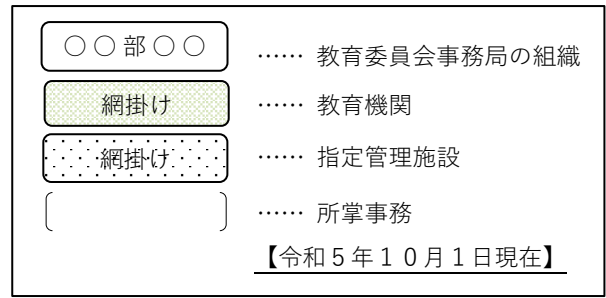 ○○部○○ …… 教育委員会事務局の組織
網掛け …… 教育機関
網掛け …… 指定管理施設
〔 〕 …… 所掌事務
【令和５年１０月１日現在】